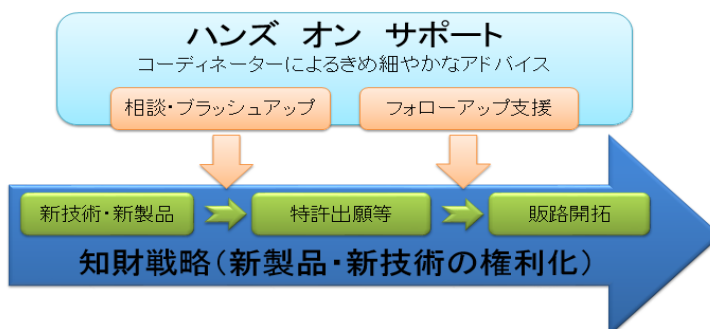 ハンズ オン サポート
コーディネーターによるきめ細やかなアドバイス
相談・ブラッシュアップ
フォローアップ支援
新技術・新製品
特許出願等
販路開拓
知財戦略(新製品・新技術の権利化)